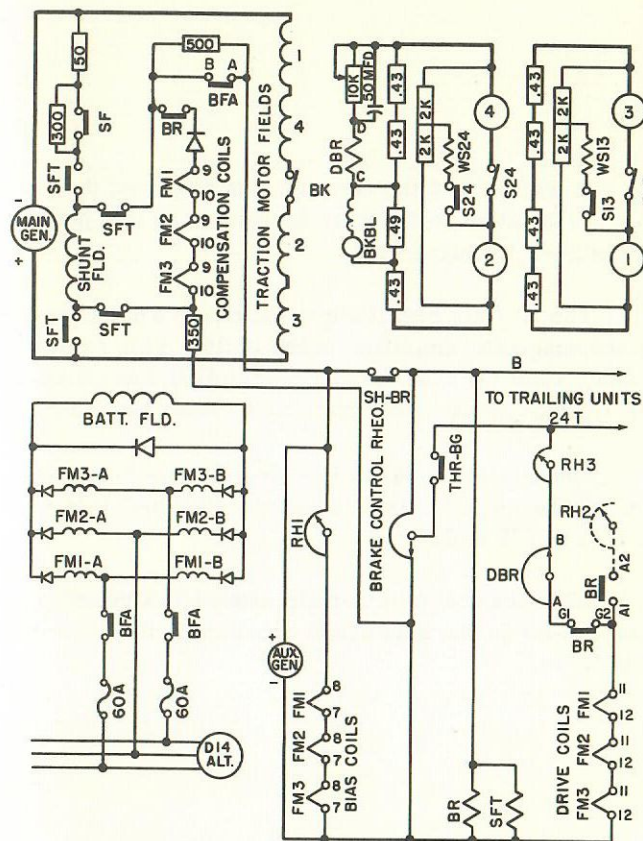 50
300
SF
SFT
MAIN
GEN.
-
+
SHUNT
FLD.
SFT
SFT
SFT
500
B A
BFA
BR
FM1
FM2
FM3
9
10
9
10
9
10
350
COMPENSATION COILS
TRACTION MOTOR FIELDS
1
4
2
3
BK
10K
50 MFD
D
DBR
C
BKBL
.43
.43
.49
.43
2K
2K
WS24
S24
4
S24
2
.43
.43
.43
.43
2K
2K
WS13
S13
3
1
B
SH-BR
TO TRAILING UNITS
24 T
BATT. FLD.
FM3-A
FM3-B
FM2-A
FM2-B
FM1-A
FM1-B
BFA
BFA
60A
60A
D14
ALT.
AUX.
GEN.
+
-
RH1
BRAKE CONTROL RHEO.
THR-BG
RH3
RH2
A2
BR
A1
DBR
B
A
G1
G2
BR
FM1
FM2
FM3
8
7
8
7
8
7
BIAS COILS
BR
SFT
DRIVE COILS
FM1
FM2
FM3
11
12
11
12
11
12